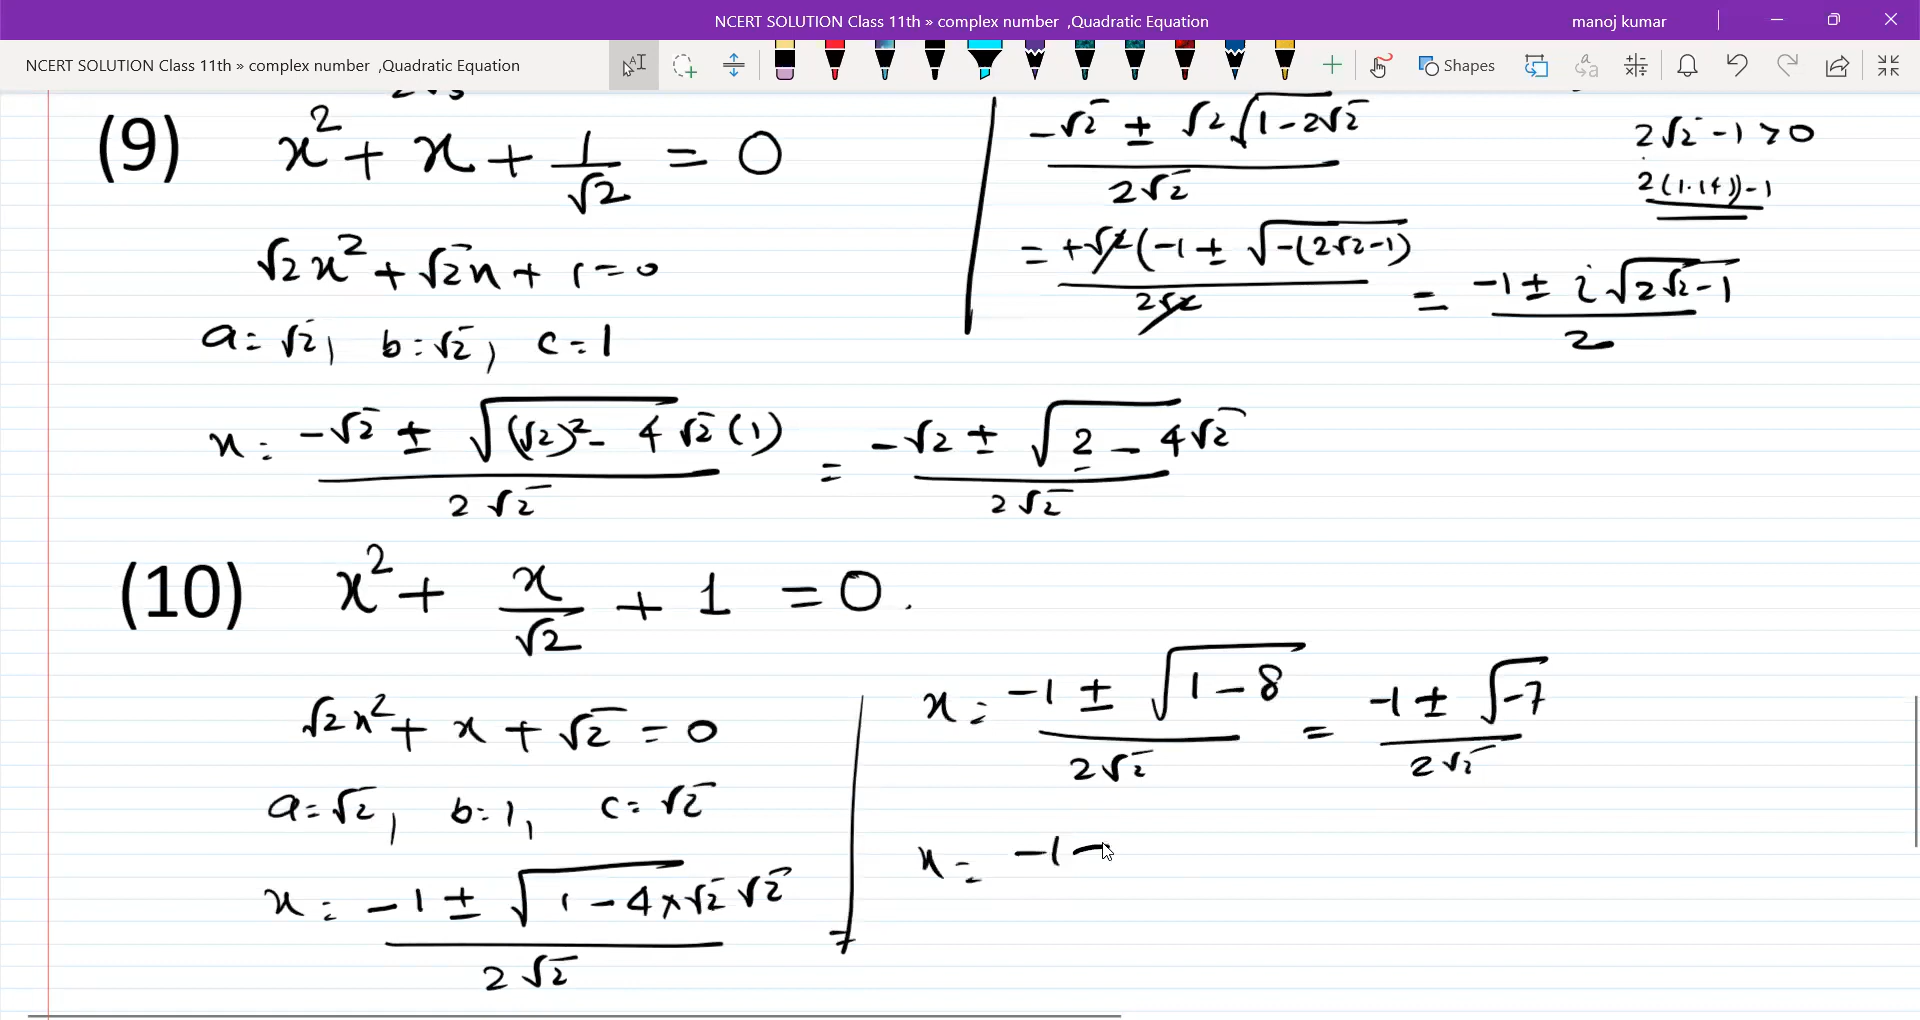 NCERT SOLUTION Class 11th » complex number ,Quadratic Equation
manoj kumar
NCERT SOLUTION Class 11th » complex number ,Quadratic Equation
Shapes
(9) x² + x + 1/√2 = 0
√2x² + √2x + 1 = 0
a = √2, b = √2, c = 1
x = (-√2 ± √((√2)² - 4√2(1))) / 2√2 = (-√2 ± √(2 - 4√2)) / 2√2
(-√2 ± √2√(1 - 2√2)) / 2√2
= +√2(-1 ± √(-(2√2-1)) / 2√2 = (-1 ± i√(2√2-1)) / 2
2√2 - 1 > 0
2(1.14)) - 1
(10) x² + x/√2 + 1 = 0.
√2x² + x + √2 = 0
a = √2, b = 1, c = √2
x = (-1 ± √(1 - 4×√2 √2)) / 2√2 =
x = (-1 ± √(1 - 8)) / 2√2 = (-1 ± √-7) / 2√2
x = -1 -